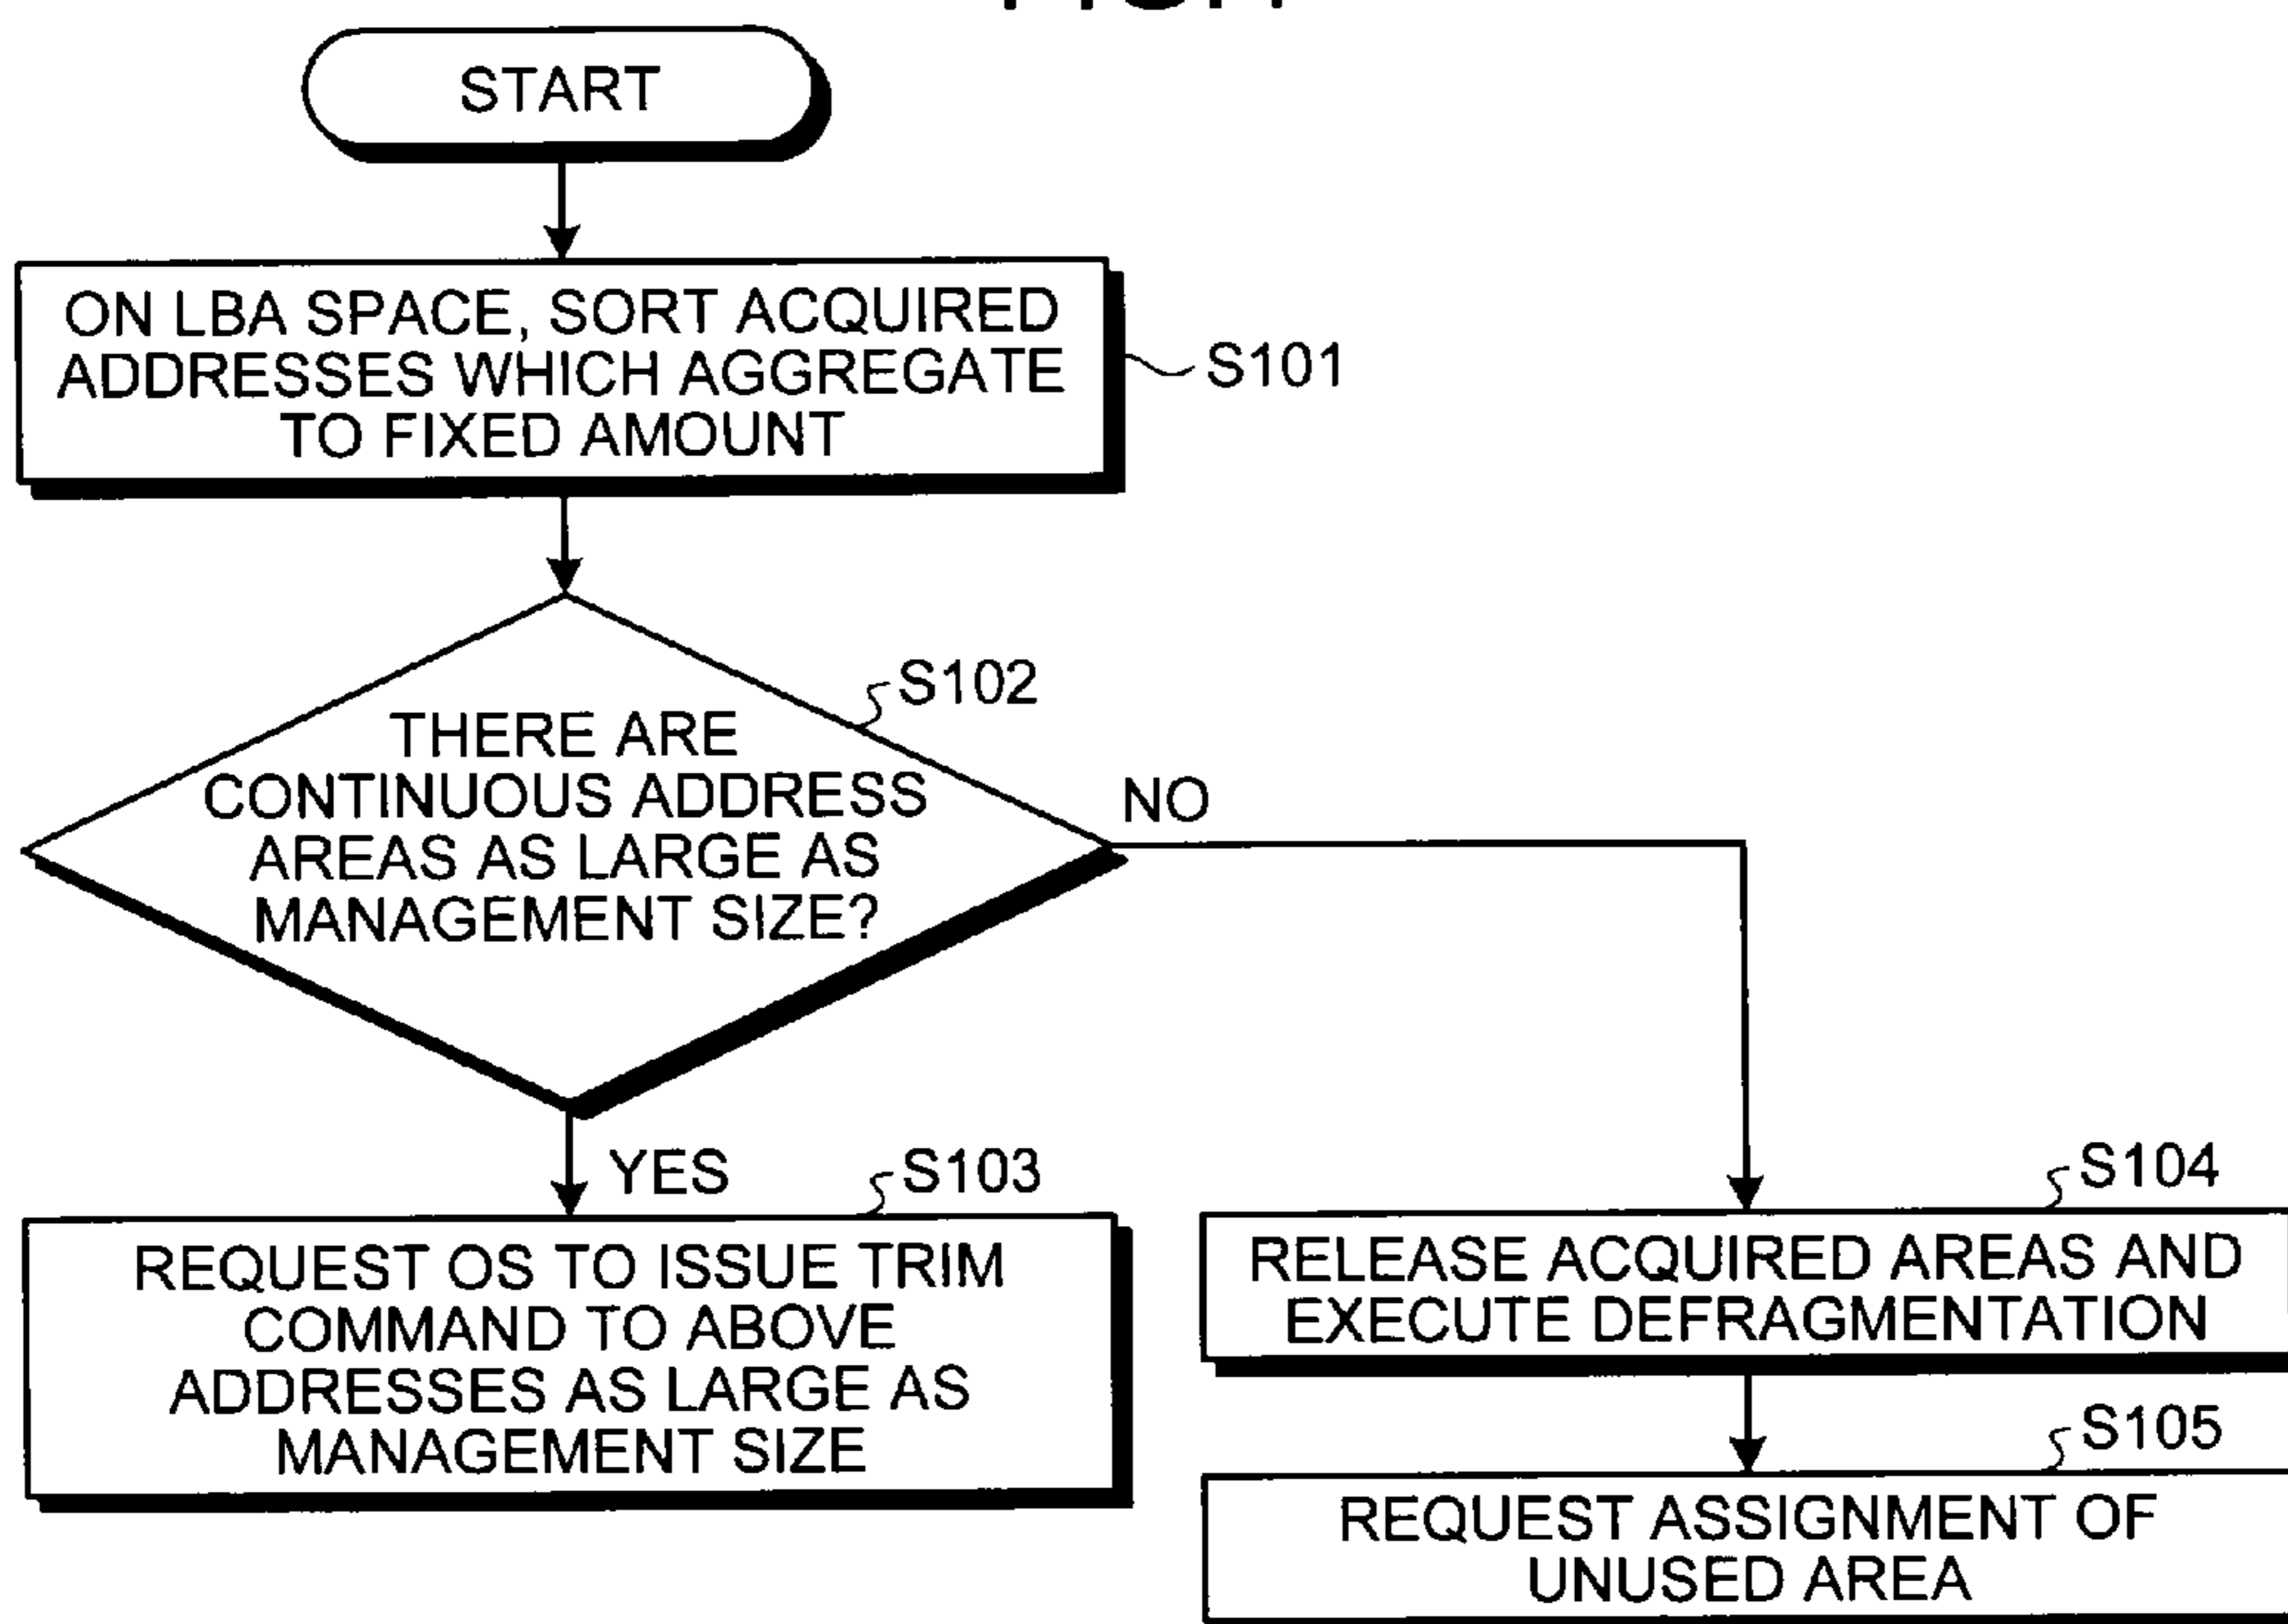 START
ON LBA SPACE, SORT ACQUIRED
ADDRESSES WHICH AGGREGATE
TO FIXED AMOUNT
S101
S102
THERE ARE
CONTINUOUS ADDRESS
AREAS AS LARGE AS
MANAGEMENT SIZE?
NO
YES
S103
REQUEST OS TO ISSUE TRIM
COMMAND TO ABOVE
ADDRESSES AS LARGE AS
MANAGEMENT SIZE
S104
RELEASE ACQUIRED AREAS AND
EXECUTE DEFRAGMENTATION
S105
REQUEST ASSIGNMENT OF
UNUSED AREA